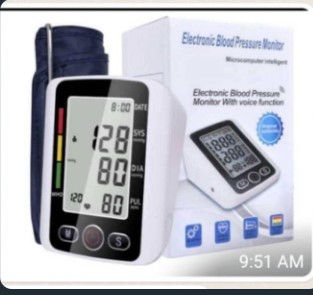 Electronic Blood Pressure Monitor
Microcomputer intelligent
Electronic Blood Pressure
Monitor With voice function
8:00 DATE
128 SYS
80 DIA
120 80 PUL
M S
9:51 AM